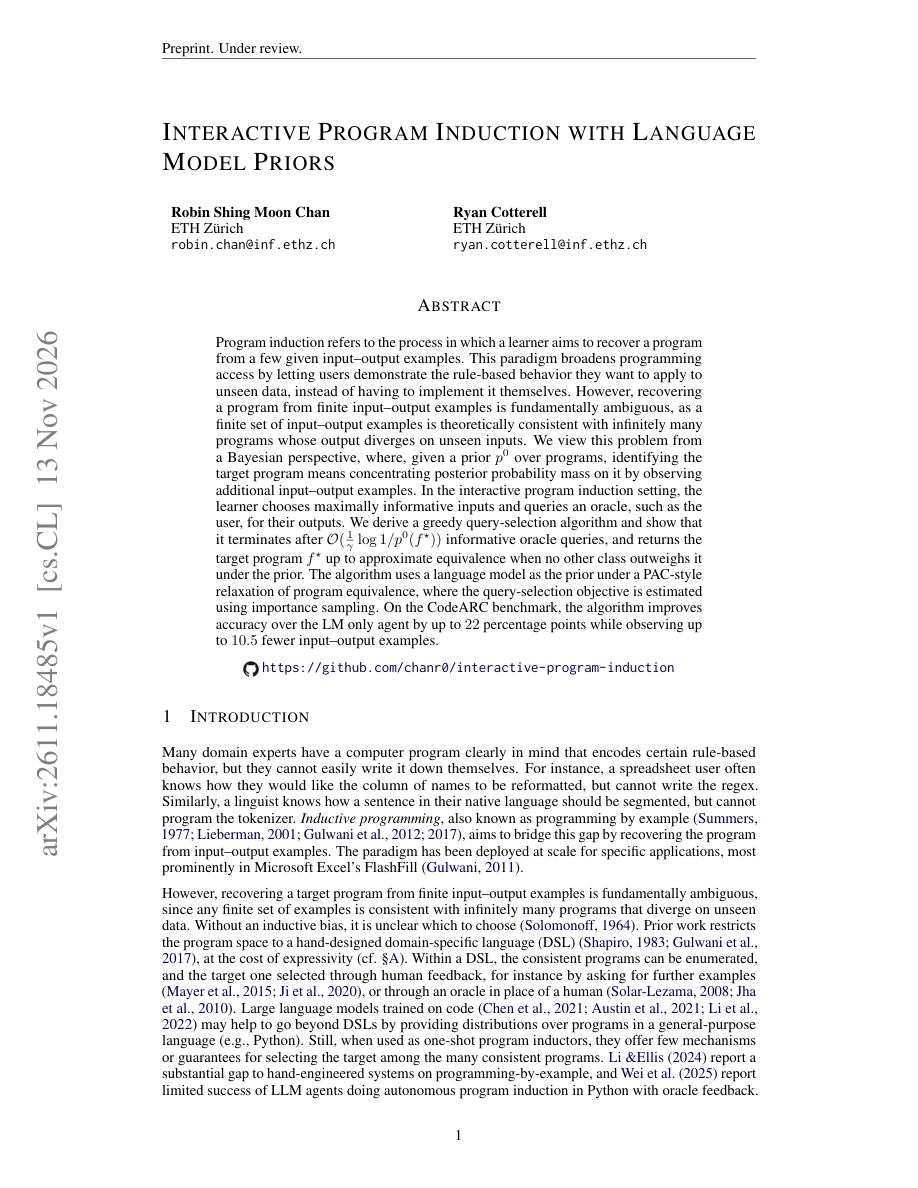 Preprint. Under review.
INTERACTIVE PROGRAM INDUCTION WITH LANGUAGE
MODEL PRIORS
Robin Shing Moon Chan
ETH Zürich
robin.chan@inf.ethz.ch
Ryan Cotterell
ETH Zürich
ryan.cotterell@inf.ethz.ch
ABSTRACT
Program induction refers to the process in which a learner aims to recover a program
from a few given input–output examples. This paradigm broadens programming
access by letting users demonstrate the rule-based behavior they want to apply to
unseen data, instead of having to implement it themselves. However, recovering
a program from finite input–output examples is fundamentally ambiguous, as a
finite set of input–output examples is theoretically consistent with infinitely many
programs whose output diverges on unseen inputs. We view this problem from
a Bayesian perspective, where, given a prior p⁰ over programs, identifying the
target program means concentrating posterior probability mass on it by observing
additional input–output examples. In the interactive program induction setting, the
learner chooses maximally informative inputs and queries an oracle, such as the
user, for their outputs. We derive a greedy query-selection algorithm and show that
it terminates after O(1/γ log 1/p⁰(f⋆)) informative oracle queries, and returns the
target program f⋆ up to approximate equivalence when no other class outweighs it
under the prior. The algorithm uses a language model as the prior under a PAC-style
relaxation of program equivalence, where the query-selection objective is estimated
using importance sampling. On the CodeARC benchmark, the algorithm improves
accuracy over the LM only agent by up to 22 percentage points while observing up
to 10.5 fewer input–output examples.
https://github.com/chanr0/interactive-program-induction
1 INTRODUCTION
Many domain experts have a computer program clearly in mind that encodes certain rule-based
behavior, but they cannot easily write it down themselves. For instance, a spreadsheet user often
knows how they would like the column of names to be reformatted, but cannot write the regex.
Similarly, a linguist knows how a sentence in their native language should be segmented, but cannot
program the tokenizer. Inductive programming, also known as programming by example (Summers,
1977; Lieberman, 2001; Gulwani et al., 2012; 2017), aims to bridge this gap by recovering the program
from input–output examples. The paradigm has been deployed at scale for specific applications, most
prominently in Microsoft Excel's FlashFill (Gulwani, 2011).
However, recovering a target program from finite input–output examples is fundamentally ambiguous,
since any finite set of examples is consistent with infinitely many programs that diverge on unseen
data. Without an inductive bias, it is unclear which to choose (Solomonoff, 1964). Prior work restricts
the program space to a hand-designed domain-specific language (DSL) (Shapiro, 1983; Gulwani et al.,
2017), at the cost of expressivity (cf. §A). Within a DSL, the consistent programs can be enumerated,
and the target one selected through human feedback, for instance by asking for further examples
(Mayer et al., 2015; Ji et al., 2020), or through an oracle in place of a human (Solar-Lezama, 2008; Jha
et al., 2010). Large language models trained on code (Chen et al., 2021; Austin et al., 2021; Li et al.,
2022) may help to go beyond DSLs by providing distributions over programs in a general-purpose
language (e.g., Python). Still, when used as one-shot program inductors, they offer few mechanisms
or guarantees for selecting the target among the many consistent programs. Li &Ellis (2024) report a
substantial gap to hand-engineered systems on programming-by-example, and Wei et al. (2025) report
limited success of LLM agents doing autonomous program induction in Python with oracle feedback.
1
arXiv:2611.18485v1 [cs.CL] 13 Nov 2026